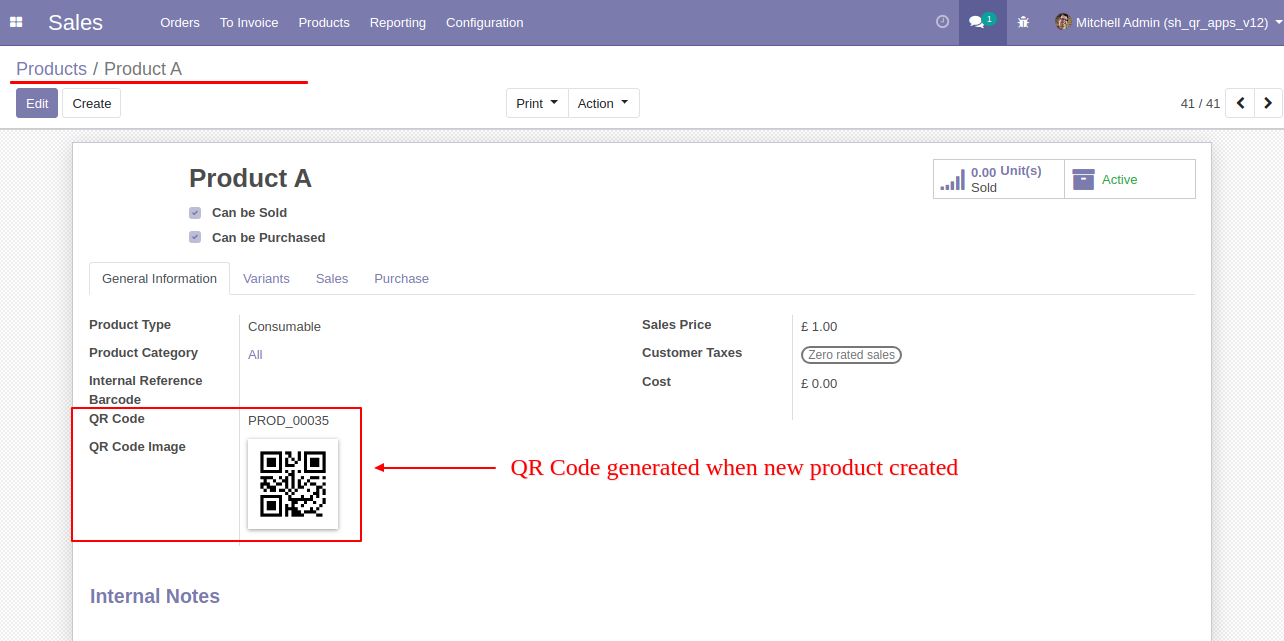 Sales Orders To Invoice Products Reporting Configuration 1 Mitchell Admin (sh_qr_apps_v12)
Products / Product A
Edit Create Print Action 41 / 41
Product A
0.00 Unit(s)
Sold
Active
Can be Sold
Can be Purchased
General Information Variants Sales Purchase
Product Type Consumable Sales Price £ 1.00
Product Category All Customer Taxes Zero rated sales
Internal Reference Cost £ 0.00
Barcode
QR Code PROD_00035
QR Code Image
QR Code generated when new product created
Internal Notes